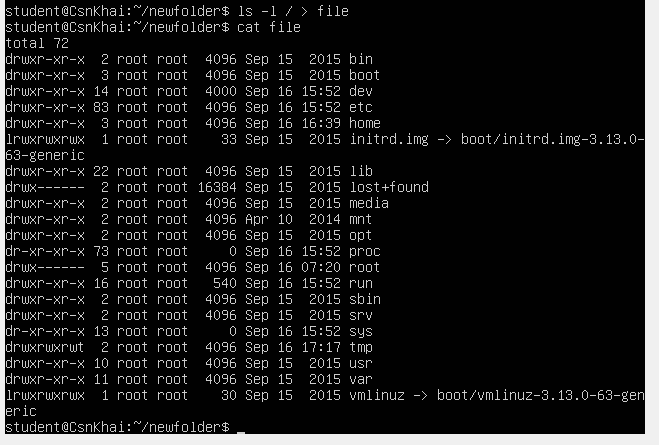 student@CsnKhai:~/newfolder$ ls -l / > file
student@CsnKhai:~/newfolder$ cat file
total 72
drwxr-xr-x  2 root root  4096 Sep 15  2015 bin
drwxr-xr-x  3 root root  4096 Sep 15  2015 boot
drwxr-xr-x 14 root root  4000 Sep 16 15:52 dev
drwxr-xr-x 83 root root  4096 Sep 16 15:52 etc
drwxr-xr-x  3 root root  4096 Sep 16 16:39 home
lrwxrwxrwx  1 root root    33 Sep 15  2015 initrd.img -> boot/initrd.img-3.13.0-
63-generic
drwxr-xr-x 22 root root  4096 Sep 15  2015 lib
drwx------  2 root root 16384 Sep 15  2015 lost+found
drwxr-xr-x  2 root root  4096 Sep 15  2015 media
drwxr-xr-x  2 root root  4096 Apr 10  2014 mnt
drwxr-xr-x  2 root root  4096 Sep 15  2015 opt
dr-xr-xr-x 73 root root     0 Sep 16 15:52 proc
drwx------  5 root root  4096 Sep 16 07:20 root
drwxr-xr-x 16 root root   540 Sep 16 15:52 run
drwxr-xr-x  2 root root  4096 Sep 15  2015 sbin
drwxr-xr-x  2 root root  4096 Sep 15  2015 srv
dr-xr-xr-x 13 root root     0 Sep 16 15:52 sys
drwxrwxrwt  2 root root  4096 Sep 16 17:17 tmp
drwxr-xr-x 10 root root  4096 Sep 15  2015 usr
drwxr-xr-x 11 root root  4096 Sep 15  2015 var
lrwxrwxrwx  1 root root    30 Sep 15  2015 vmlinuz -> boot/vmlinuz-3.13.0-63-gen
eric
student@CsnKhai:~/newfolder$ _